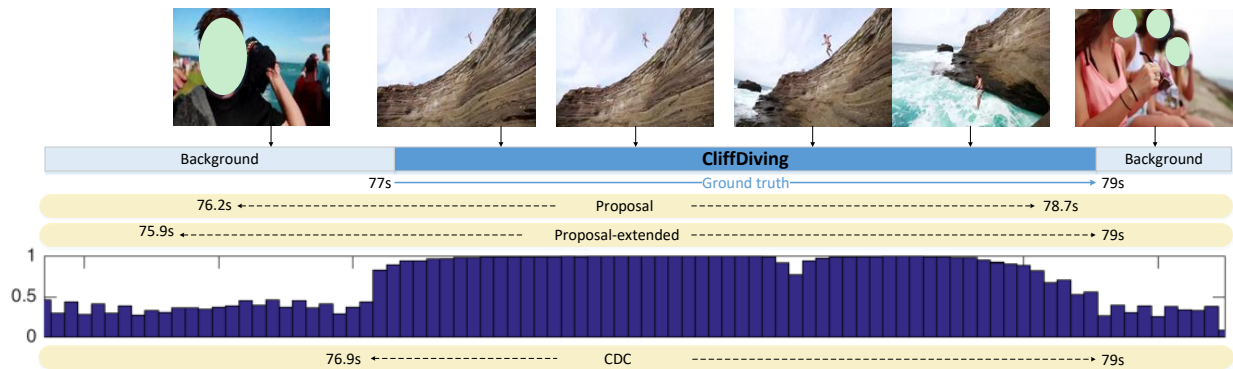 Background CliffDiving Background
77s Ground truth 79s
76.2s Proposal 78.7s
75.9s Proposal-extended 79s
1
0.5
0
76.9s CDC 79s